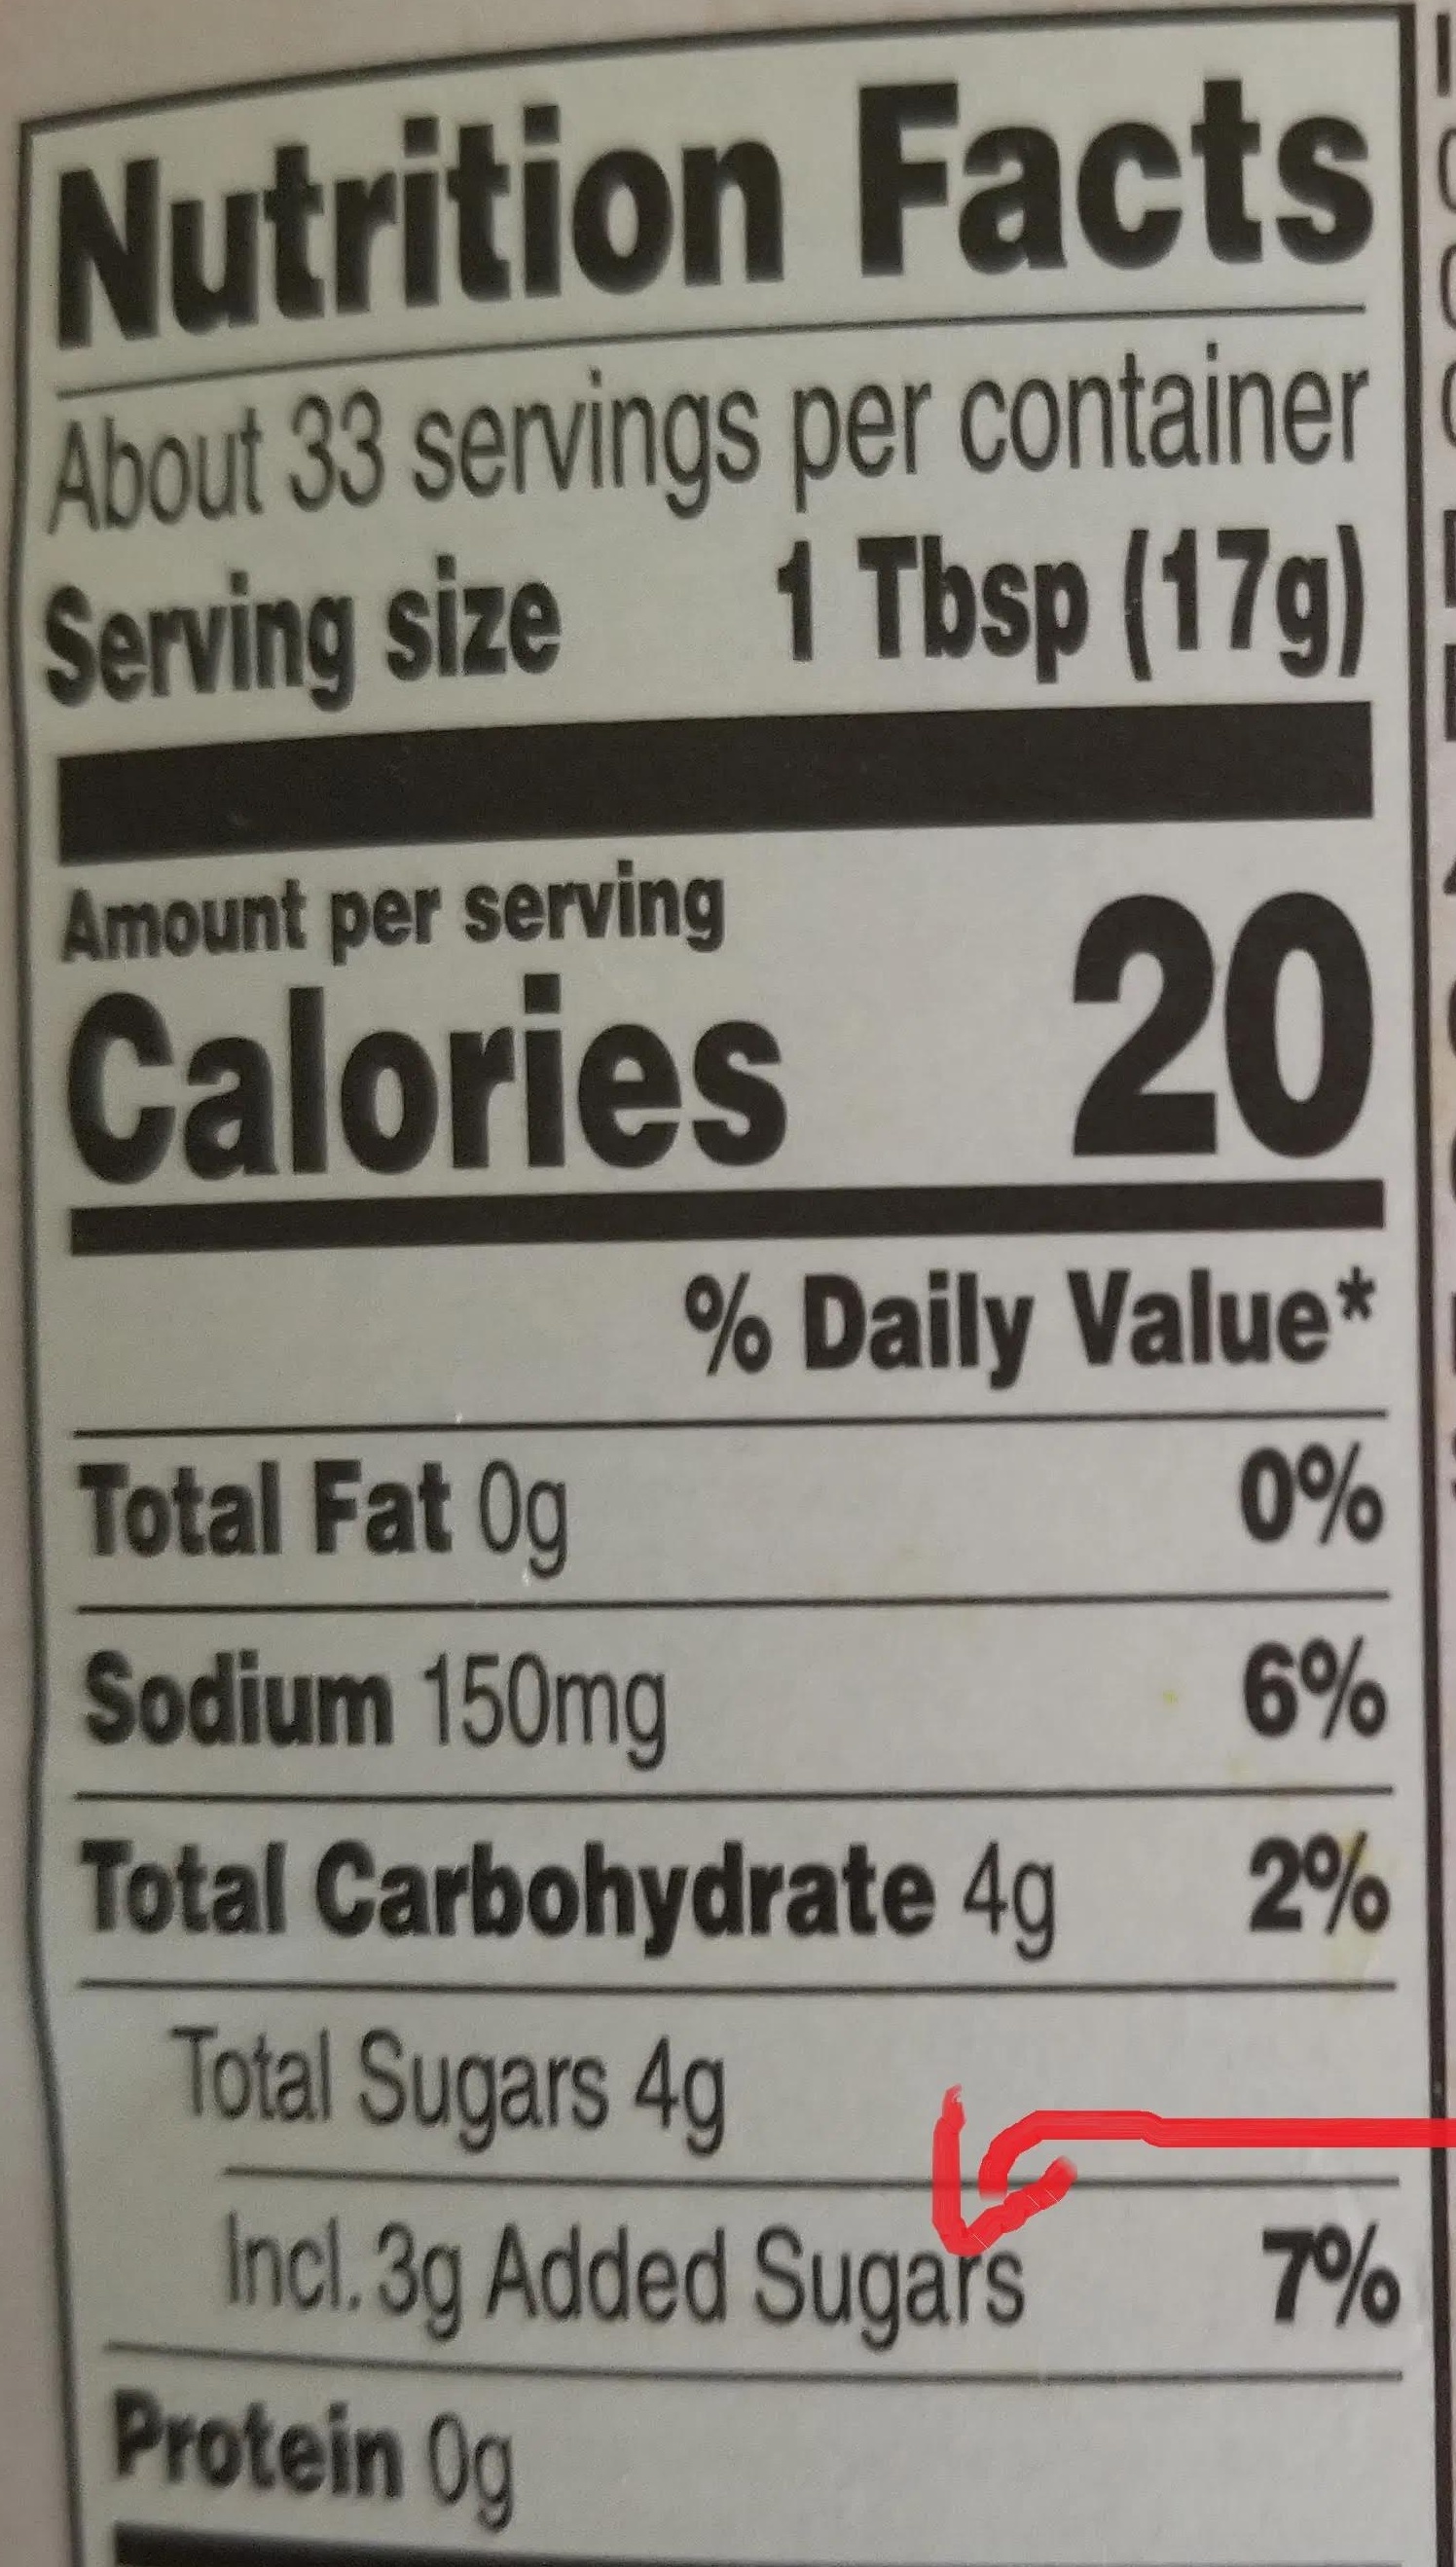 Nutrition Facts
About 33 servings per container
Serving size 1 Tbsp (17g)
Amount per serving
Calories 20
% Daily Value*
Total Fat 0g 0%
Sodium 150mg 6%
Total Carbohydrate 4g 2%
Total Sugars 4g
Incl. 3g Added Sugars 7%
Protein 0g